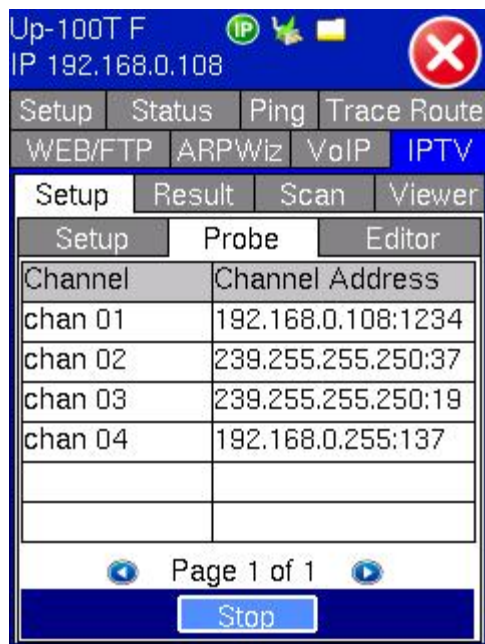 Up-100T F IP
IP 192.168.0.108
Setup Status Ping Trace Route
WEB/FTP ARPWiz VoIP IPTV
Setup Result Scan Viewer
Setup Probe Editor
Channel Channel Address
chan 01 192.168.0.108:1234
chan 02 239.255.255.250:37
chan 03 239.255.255.250:19
chan 04 192.168.0.255:137
Page 1 of 1
Stop